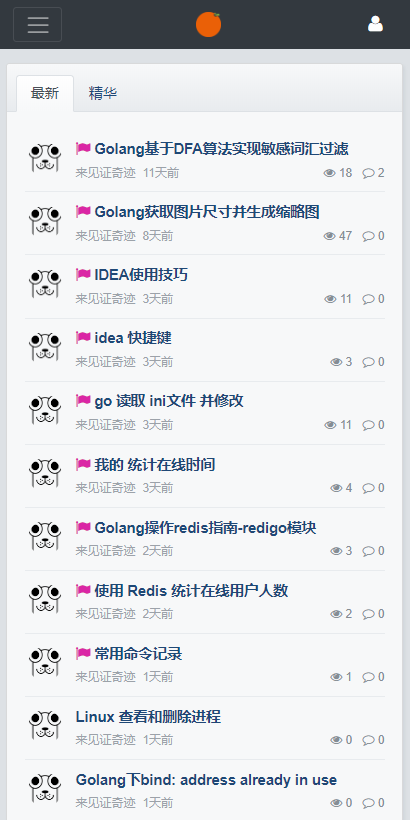 最新 精华
Golang基于DFA算法实现敏感词汇过滤
来见证奇迹 11天前 18 2
Golang获取图片尺寸并生成缩略图
来见证奇迹 8天前 47 0
IDEA使用技巧
来见证奇迹 3天前 11 0
idea 快捷键
来见证奇迹 3天前 3 0
go 读取 ini文件 并修改
来见证奇迹 3天前 11 0
我的 统计在线时间
来见证奇迹 3天前 4 0
Golang操作redis指南-redigo模块
来见证奇迹 2天前 3 0
使用 Redis 统计在线用户人数
来见证奇迹 2天前 2 0
常用命令记录
来见证奇迹 1天前 1 0
Linux 查看和删除进程
来见证奇迹 1天前 0 0
Golang下bind: address already in use
来见证奇迹 1天前 0 0